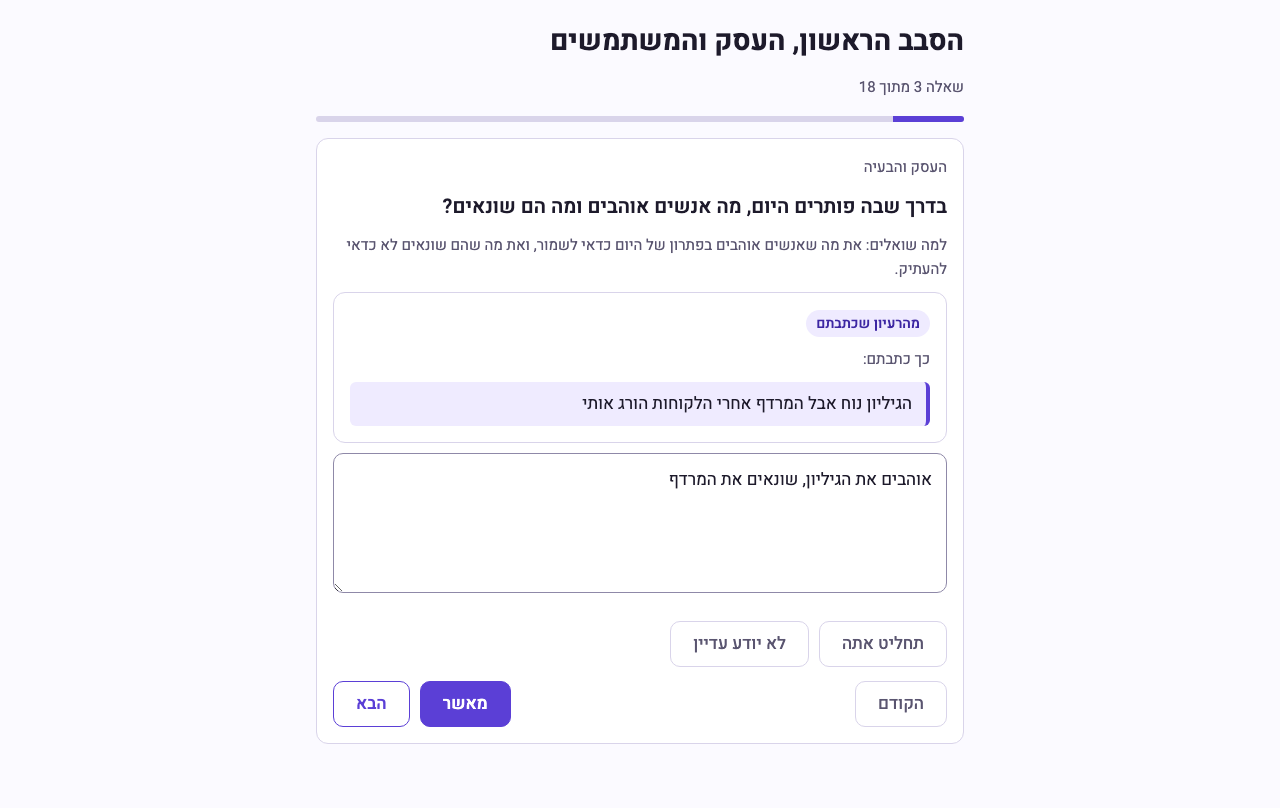 הסבב הראשון, העסק והמשתמשים
שאלה 3 מתוך 18
העסק והבעיה
בדרך שבה פותרים היום, מה אנשים אוהבים ומה הם שונאים?
למה שואלים: את מה שאנשים אוהבים בפתרון של היום כדאי לשמור, ואת מה שהם שונאים לא כדאי
להעתיק.
מהרעיון שכתבתם
כך כתבתם:
הגיליון נוח אבל המרדף אחרי הלקוחות הורג אותי
אוהבים את הגיליון, שונאים את המרדף
תחליט אתה
לא יודע עדיין
הקודם
מאשר
הבא